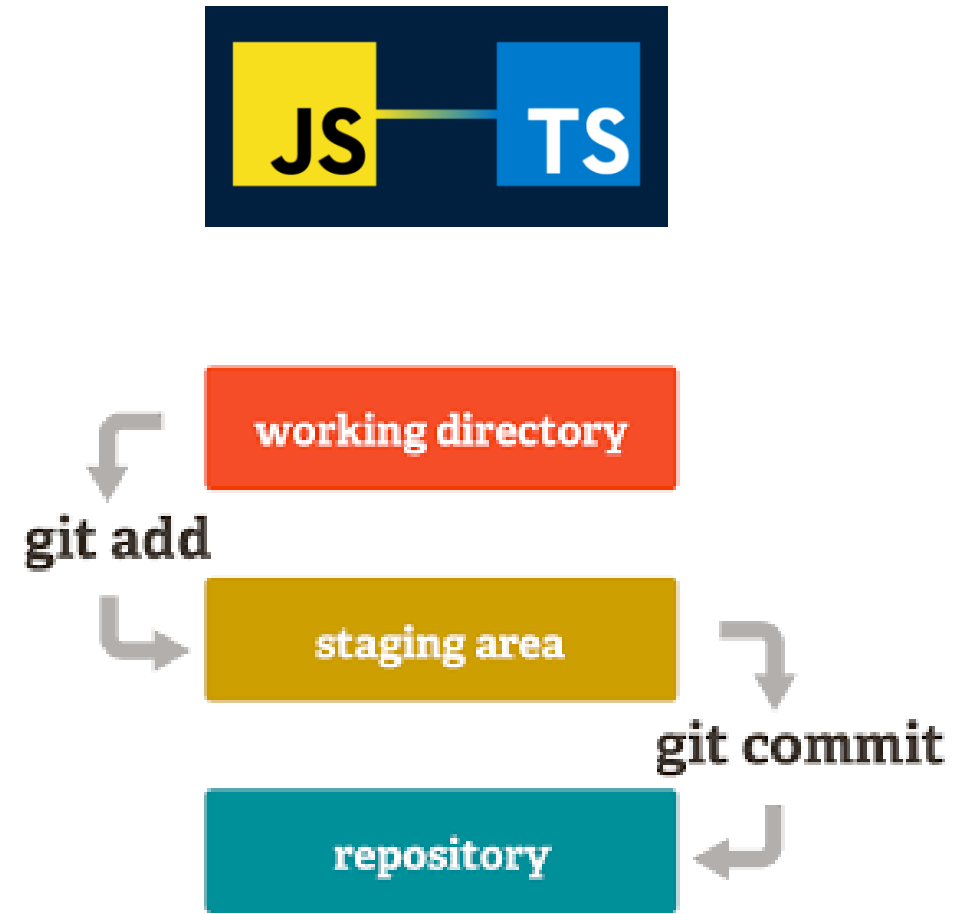 JS TS
working directory
git add
staging area
git commit
repository